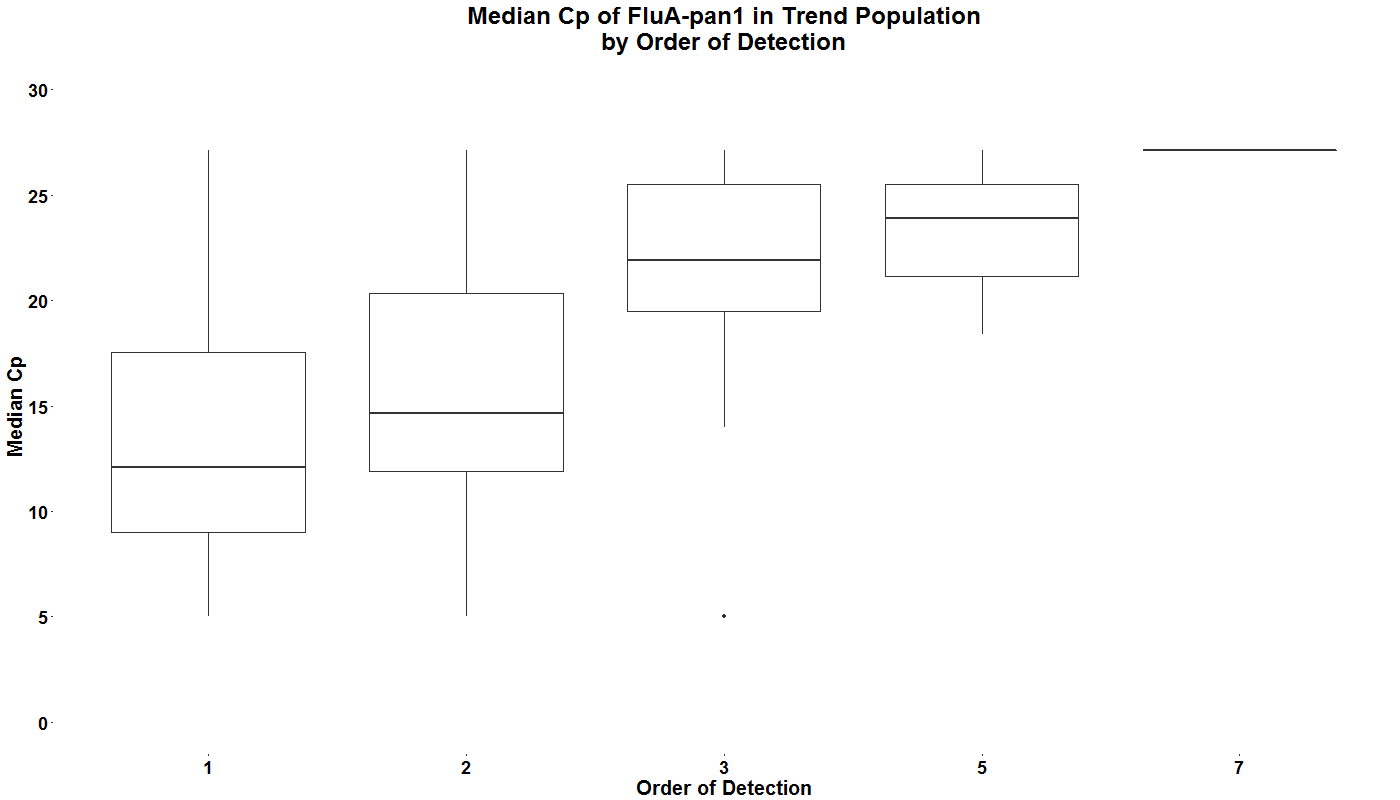 Median Cp of FluA-pan1 in Trend Population
by Order of Detection
30
25
20
15
10
5
0
Median Cp
1 2 3 5 7
Order of Detection